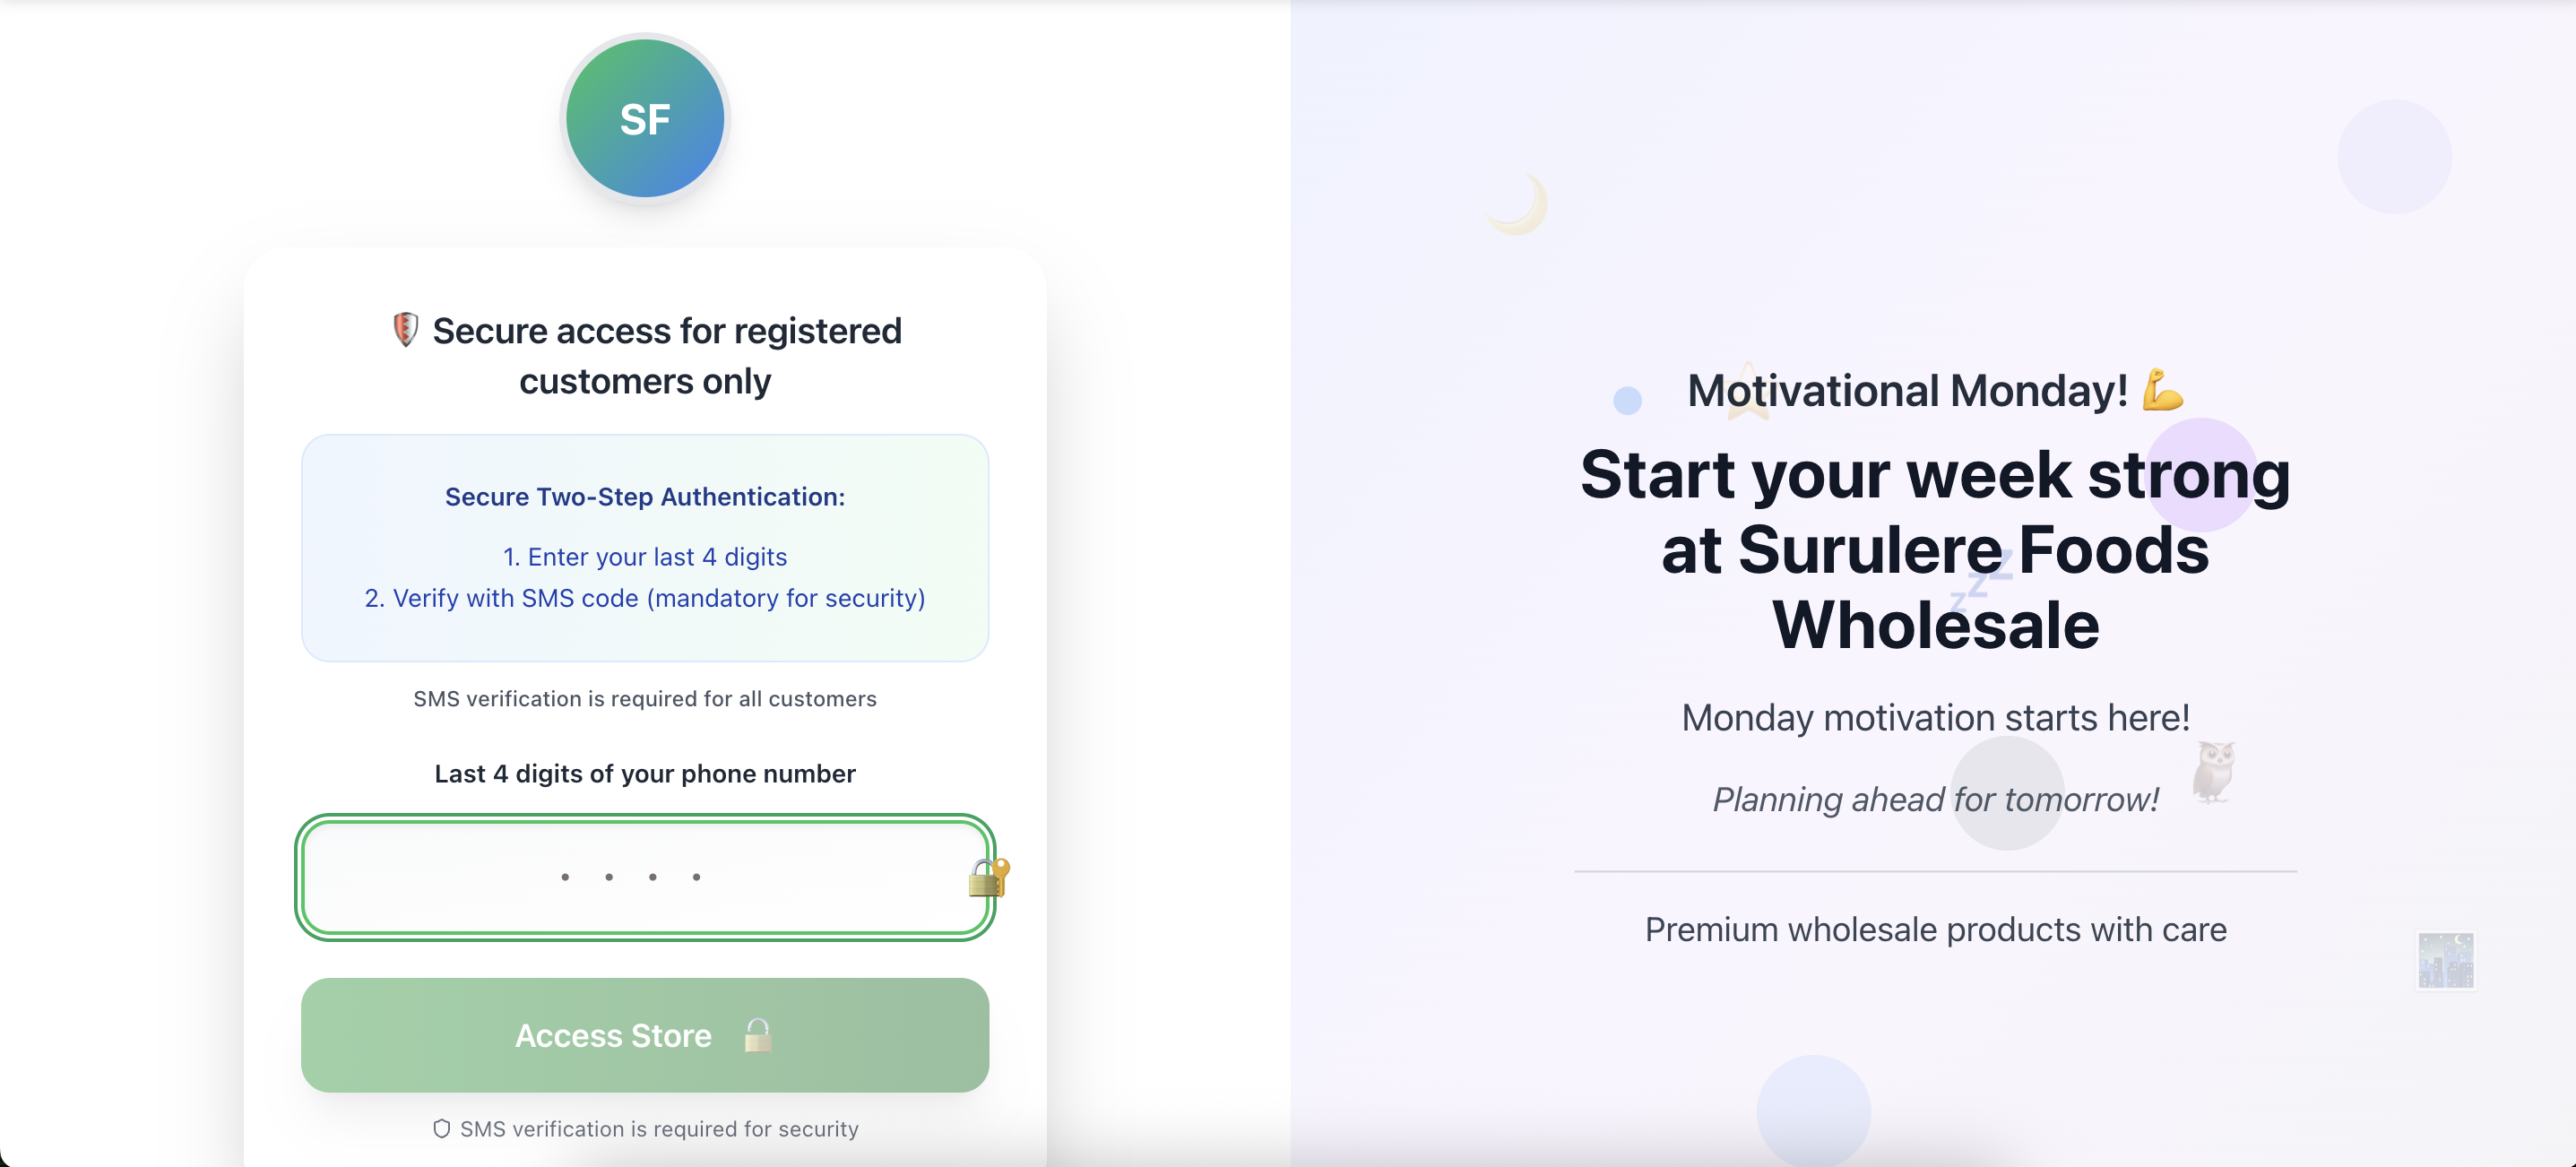 SF
🛡️ Secure access for registered
customers only
Secure Two-Step Authentication:
1. Enter your last 4 digits
2. Verify with SMS code (mandatory for security)
SMS verification is required for all customers
Last 4 digits of your phone number
• • • •
Access Store 🔒
SMS verification is required for security
Motivational Monday! 💪
Start your week strong
at Surulere Foods
Wholesale
Monday motivation starts here!
Planning ahead for tomorrow!
Premium wholesale products with care